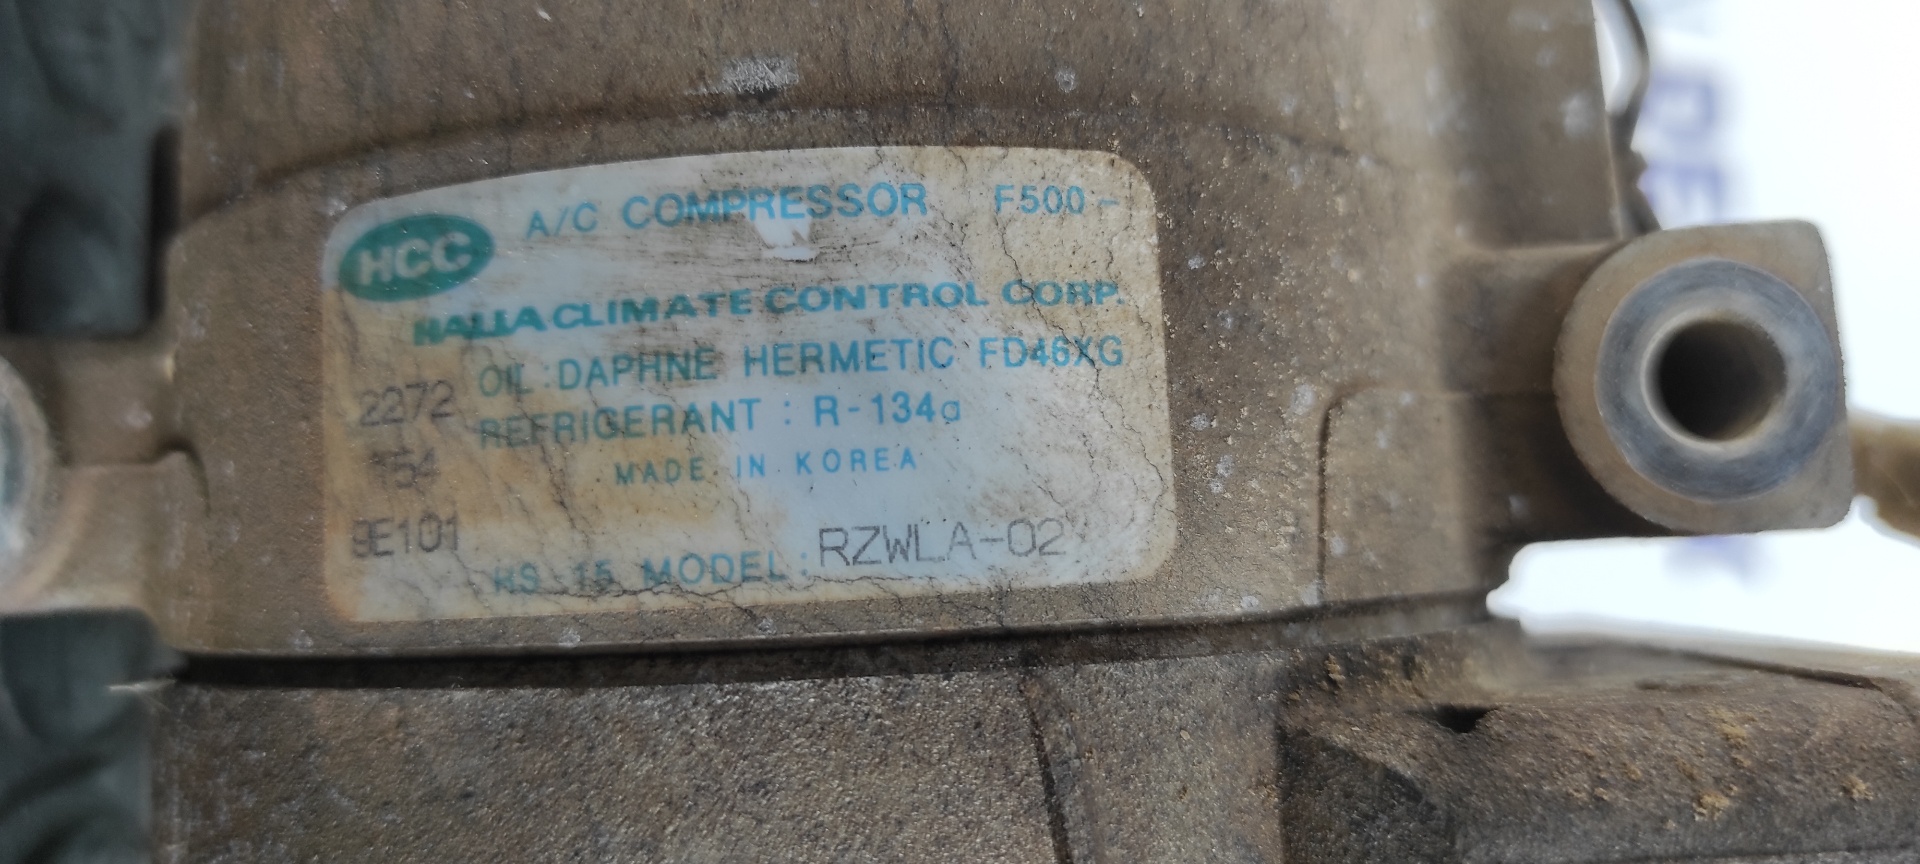 HCC
A/C COMPRESSOR F500-
HALLA CLIMATE CONTROL CORP.
OIL : DAPHNE HERMETIC FD46XG
REFRIGERANT : R-134a
MADE IN KOREA
2272
154
9E101
HS-15 MODEL : RZWLA-02